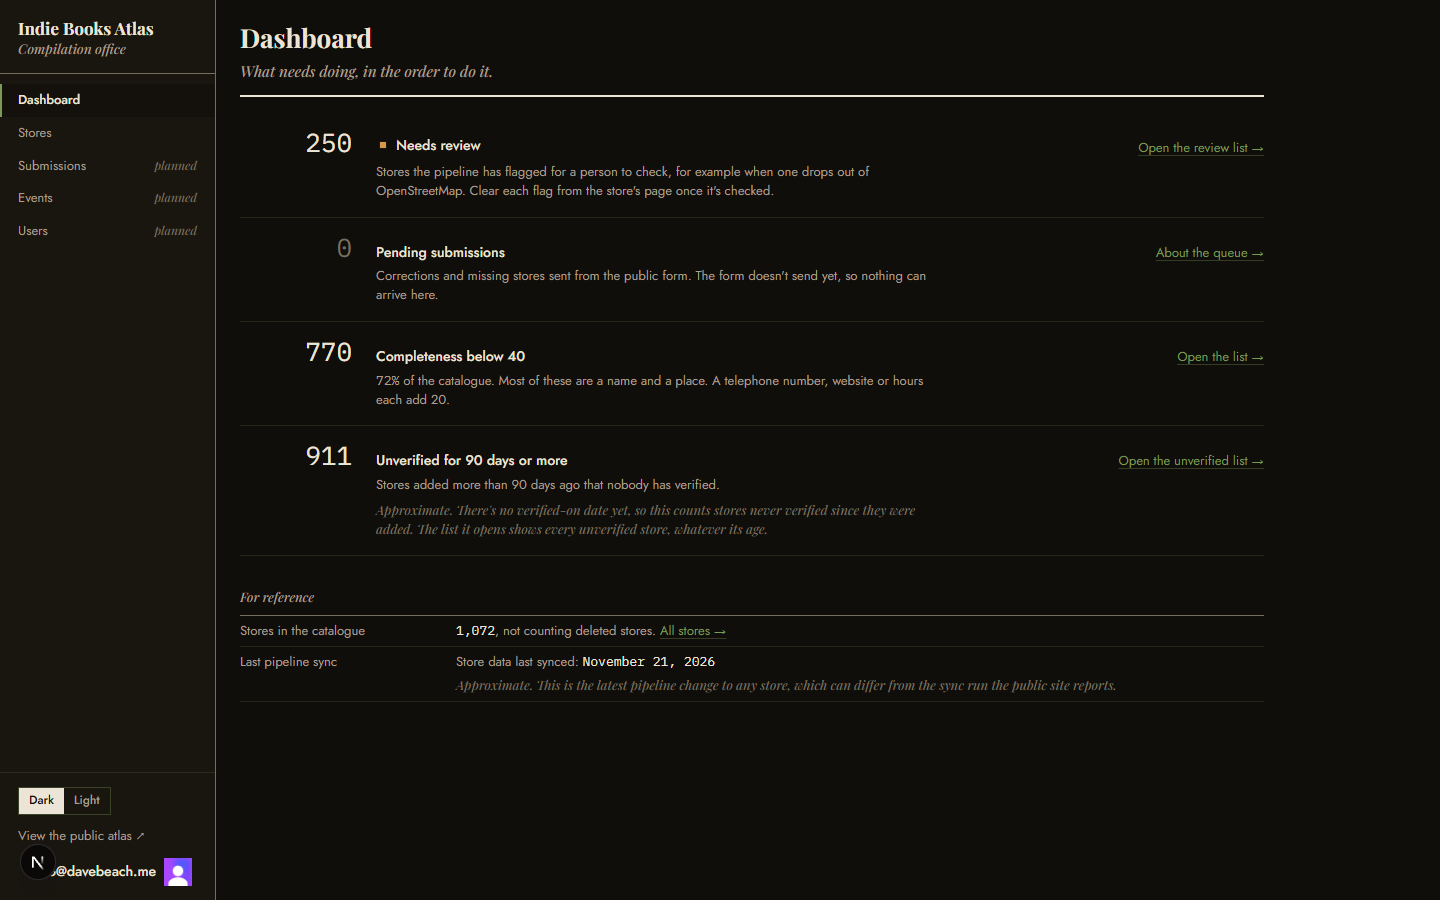 Indie Books Atlas
Compilation office
Dashboard
Stores
Submissions planned
Events planned
Users planned
Dark Light
View the public atlas ↗
N
@davebeach.me
Dashboard
What needs doing, in the order to do it.
250 Needs review Open the review list →
Stores the pipeline has flagged for a person to check, for example when one drops out of
OpenStreetMap. Clear each flag from the store's page once it's checked.
0 Pending submissions About the queue →
Corrections and missing stores sent from the public form. The form doesn't send yet, so nothing can
arrive here.
770 Completeness below 40 Open the list →
72% of the catalogue. Most of these are a name and a place. A telephone number, website or hours
each add 20.
911 Unverified for 90 days or more Open the unverified list →
Stores added more than 90 days ago that nobody has verified.
Approximate. There's no verified-on date yet, so this counts stores never verified since they were
added. The list it opens shows every unverified store, whatever its age.
For reference
Stores in the catalogue 1,072, not counting deleted stores. All stores →
Last pipeline sync Store data last synced: November 21, 2026
Approximate. This is the latest pipeline change to any store, which can differ from the sync run the public site reports.